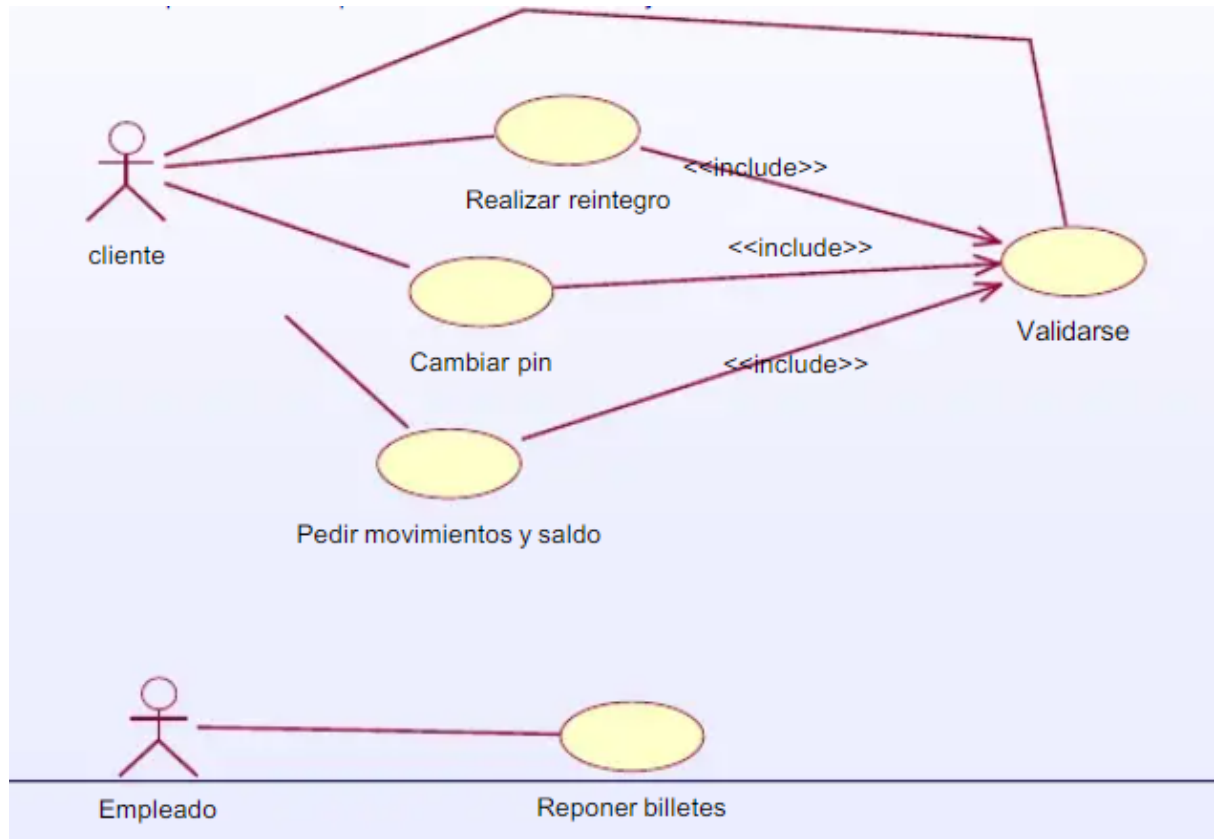 <<include>>
Realizar reintegro
cliente
<<include>>
Validarse
Cambiar pin
<<include>>
Pedir movimientos y saldo
Empleado
Reponer billetes